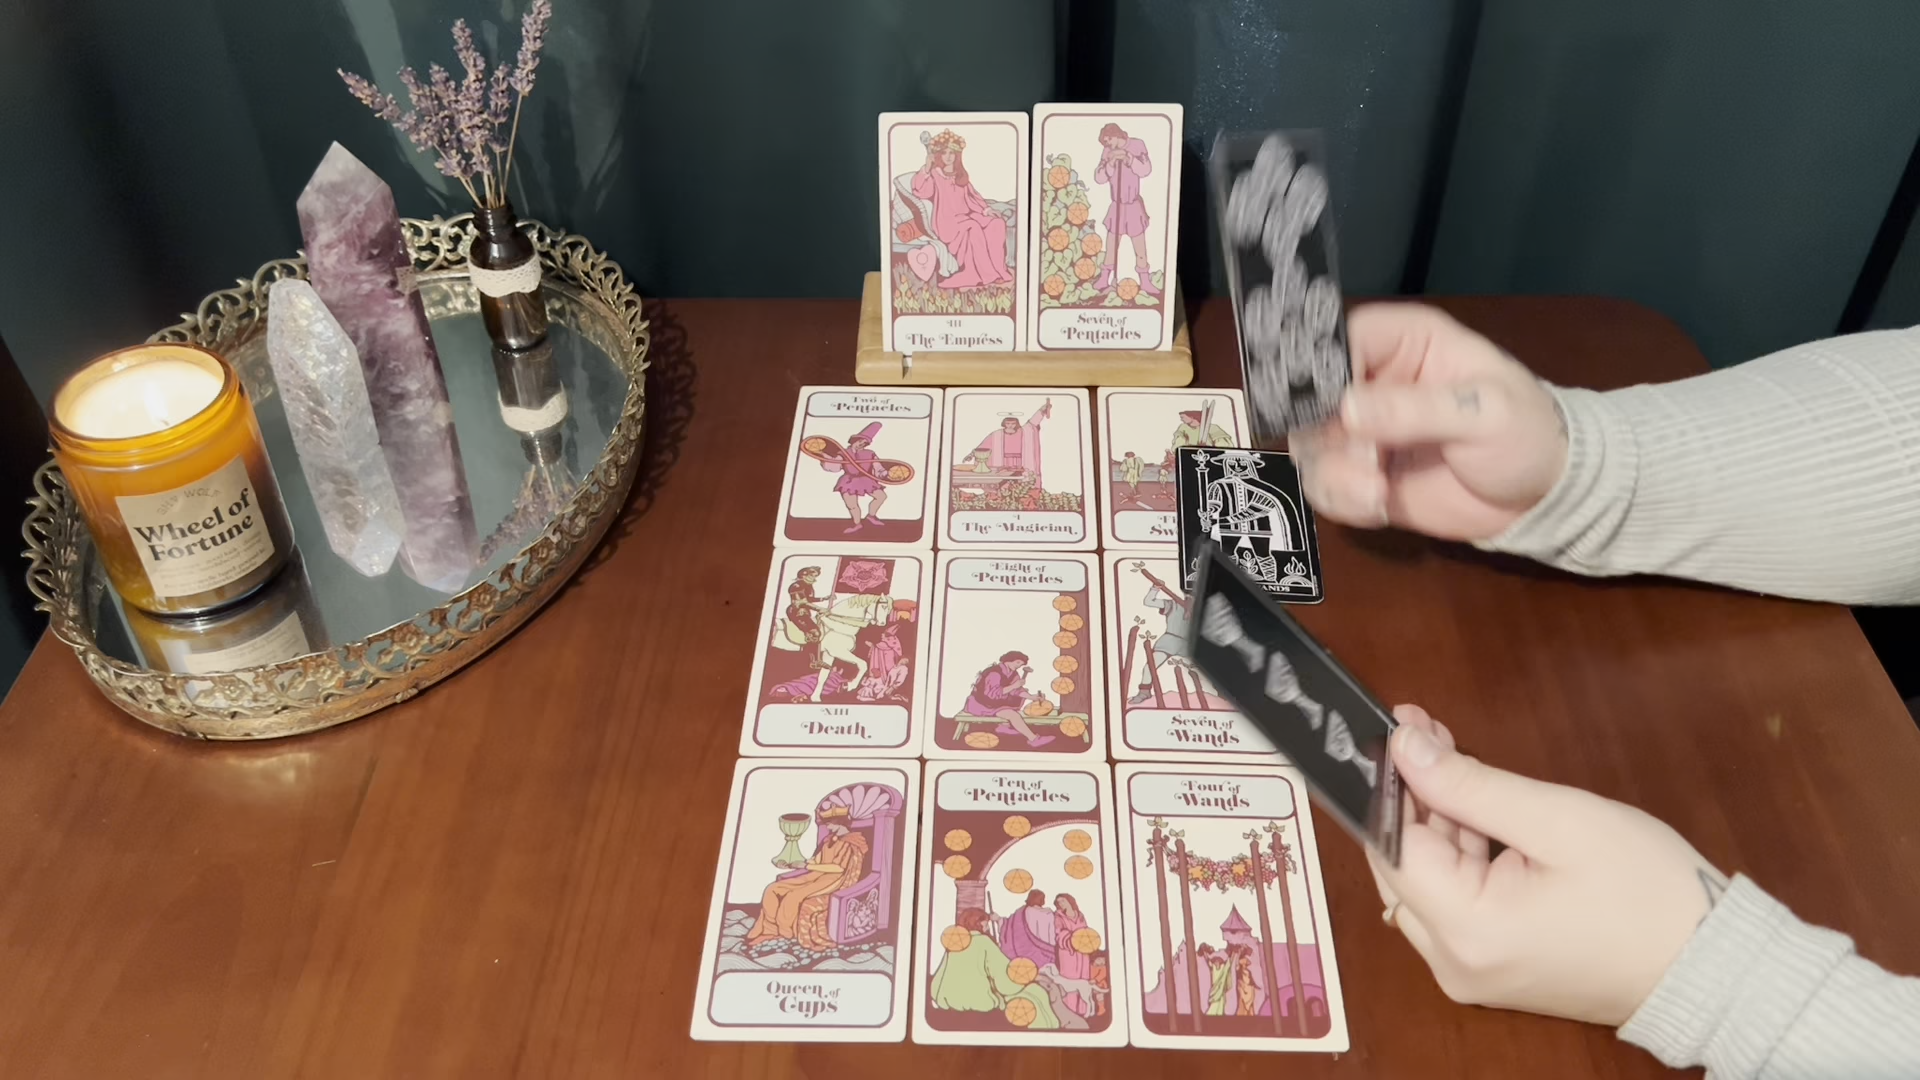 III
The Empress
Seven of
Pentacles
Two of
Pentacles
I
The Magician
XIII
Death
Eight of
Pentacles
Seven of
Wands
Queen of
Cups
Ten of
Pentacles
Four of
Wands
Wheel of
Fortune